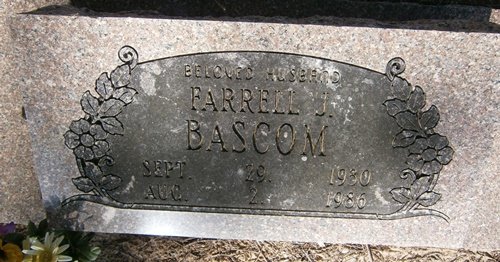 BELOVED HUSBAND
FARRELL J.
BASCOM
SEPT. 29. 1930
AUG. 2. 1986